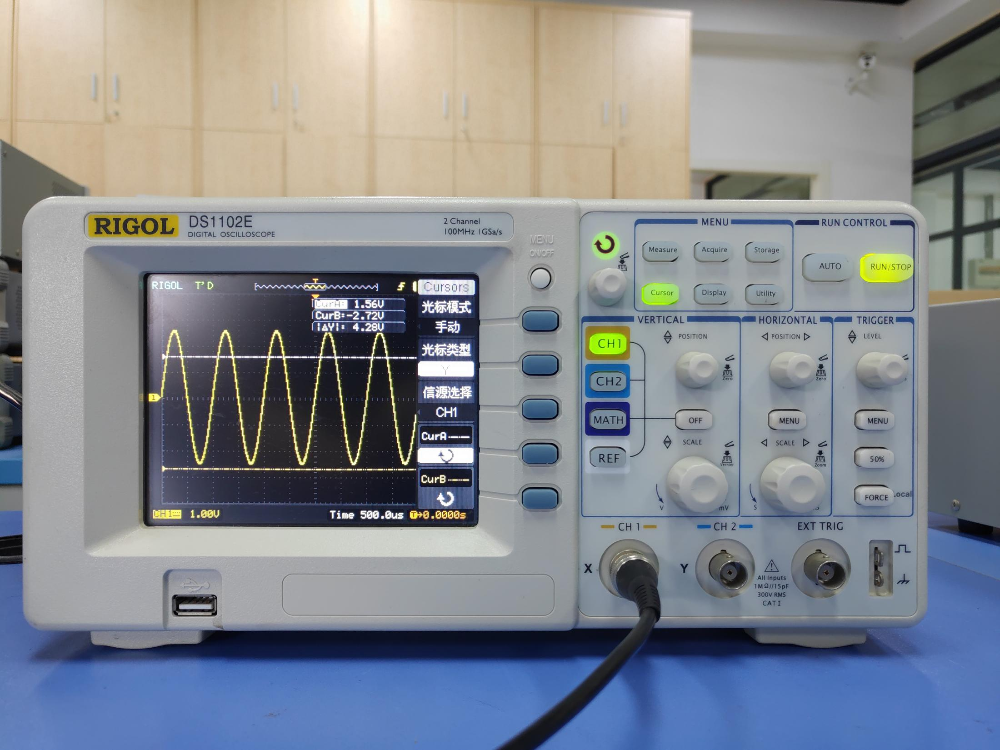 RIGOL DS1102E
DIGITAL OSCILLOSCOPE
2 Channel
100MHz 1GSa/s
MENU
ON/OFF
RIGOL T'D
T
Cursors
CurA: 1.56V
CurB:-2.72V
|△Y|: 4.28V
光标模式
手动
光标类型
Y
信源选择
CH1
CurA
CurB
1
CH1 1.00V
Time 500.0us T→0.0000s
MENU
Measure
Acquire
Storage
Cursor
Display
Utility
RUN CONTROL
AUTO
RUN/STOP
VERTICAL
POSITION
Zero
CH1
CH2
MATH
REF
OFF
SCALE
Vernier
V
mV
HORIZONTAL
POSITION
Zero
MENU
SCALE
Zoom
S
TRIGGER
LEVEL
MENU
50%
FORCE
Local
CH 1
CH 2
EXT TRIG
X
Y
All Inputs
1MΩ//15pF
300V RMS
CAT I